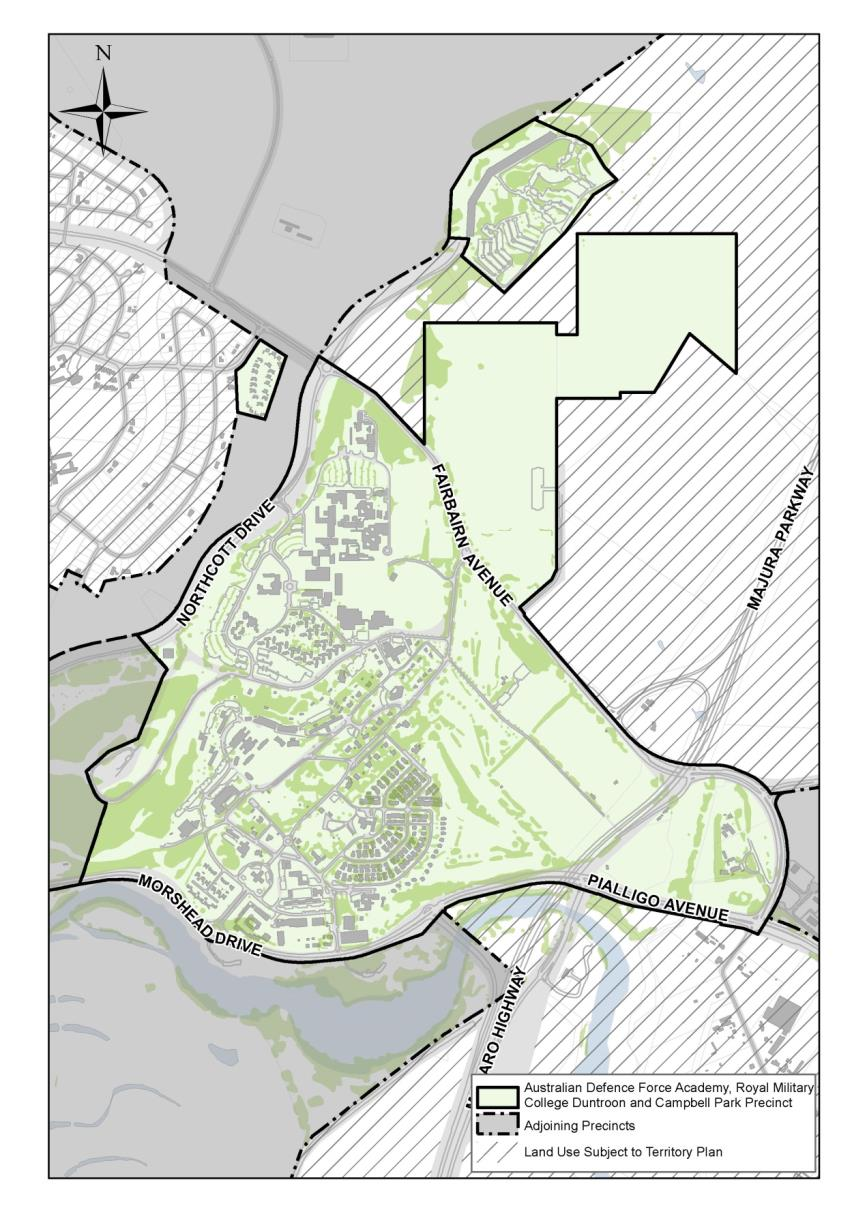 N
NORTHCOTT DRIVE
FAIRBAIRN AVENUE
MAJURA PARKWAY
MORSHEAD DRIVE
PIALLIGO AVENUE
ARO HIGHWAY
Australian Defence Force Academy, Royal Military
College Duntroon and Campbell Park Precinct
Adjoining Precincts
Land Use Subject to Territory Plan